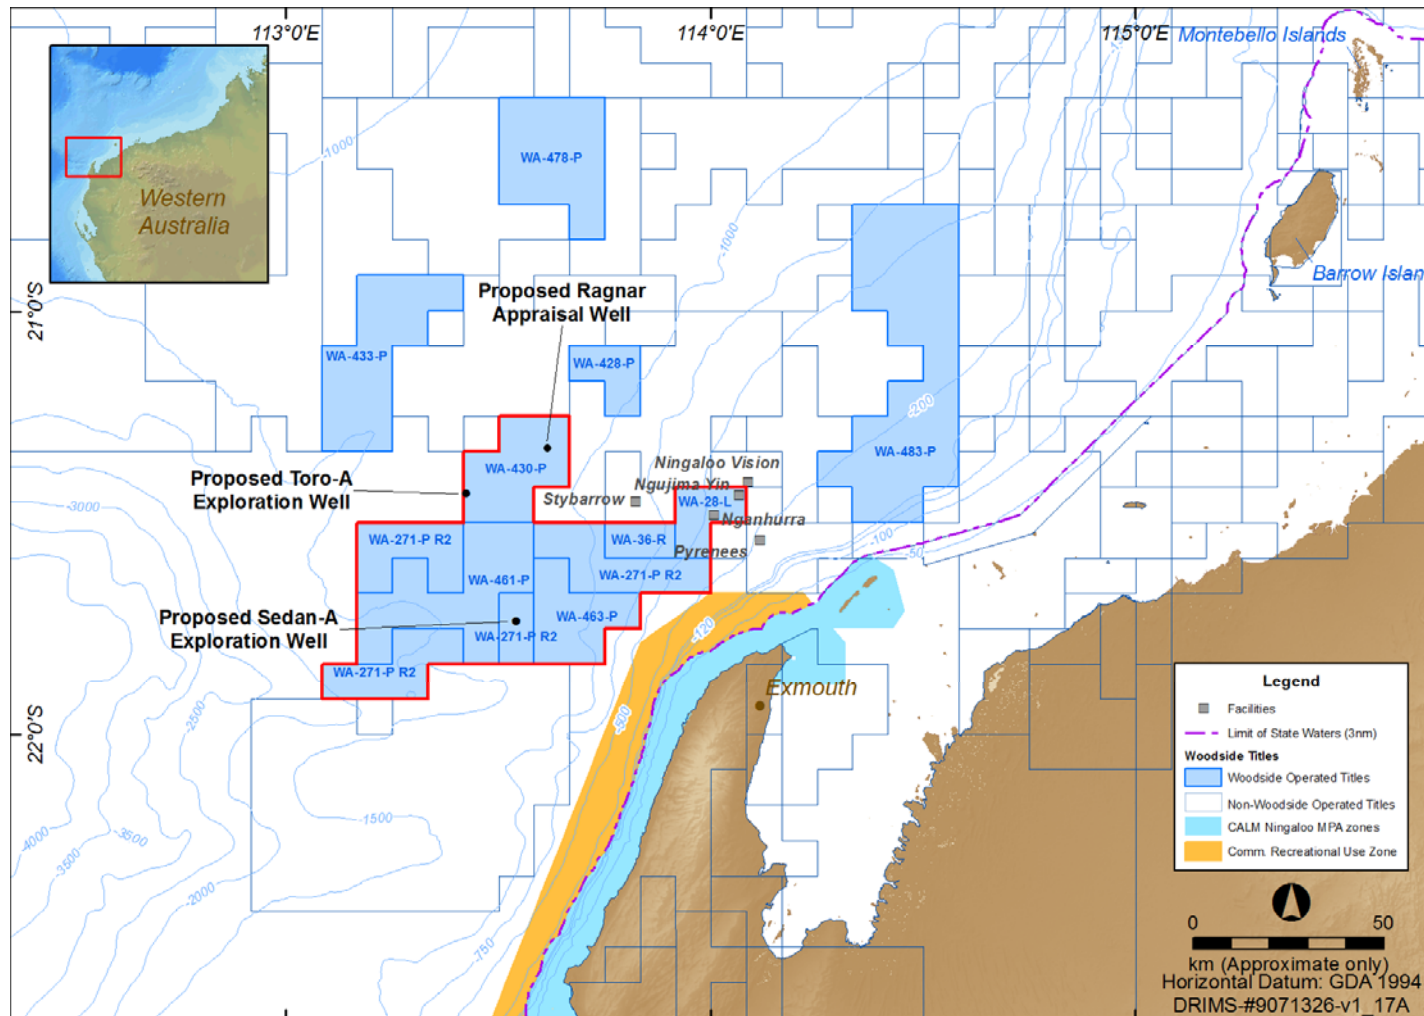 113°0'E
114°0'E
115°0'E
Montebello Islands
-1000
WA-478-P
Western
Australia
-1000
Barrow Islan
21°0'S
Proposed Ragnar
Appraisal Well
WA-433-P
WA-428-P
-200
WA-483-P
WA-430-P
Ningaloo Vision
Proposed Toro-A
Exploration Well
Ngujima Yin
Stybarrow
WA-28-L
-3000
Nganhurra
WA-271-P R2
WA-36-R
Pyrenees
-100
-50
WA-461-P
WA-271-P R2
Proposed Sedan-A
Exploration Well
WA-463-P
WA-271-P R2
-120
WA-271-P R2
Exmouth
-2500
-500
22°0'S
-1500
-4000
-3500
-3500
-2000
-750
Legend
Facilities
Limit of State Waters (3nm)
Woodside Titles
Woodside Operated Titles
Non-Woodside Operated Titles
CALM Ningaloo MPA zones
Comm. Recreational Use Zone
0
50
km (Approximate only)
Horizontal Datum: GDA 1994
DRIMS-#9071326-v1_17A